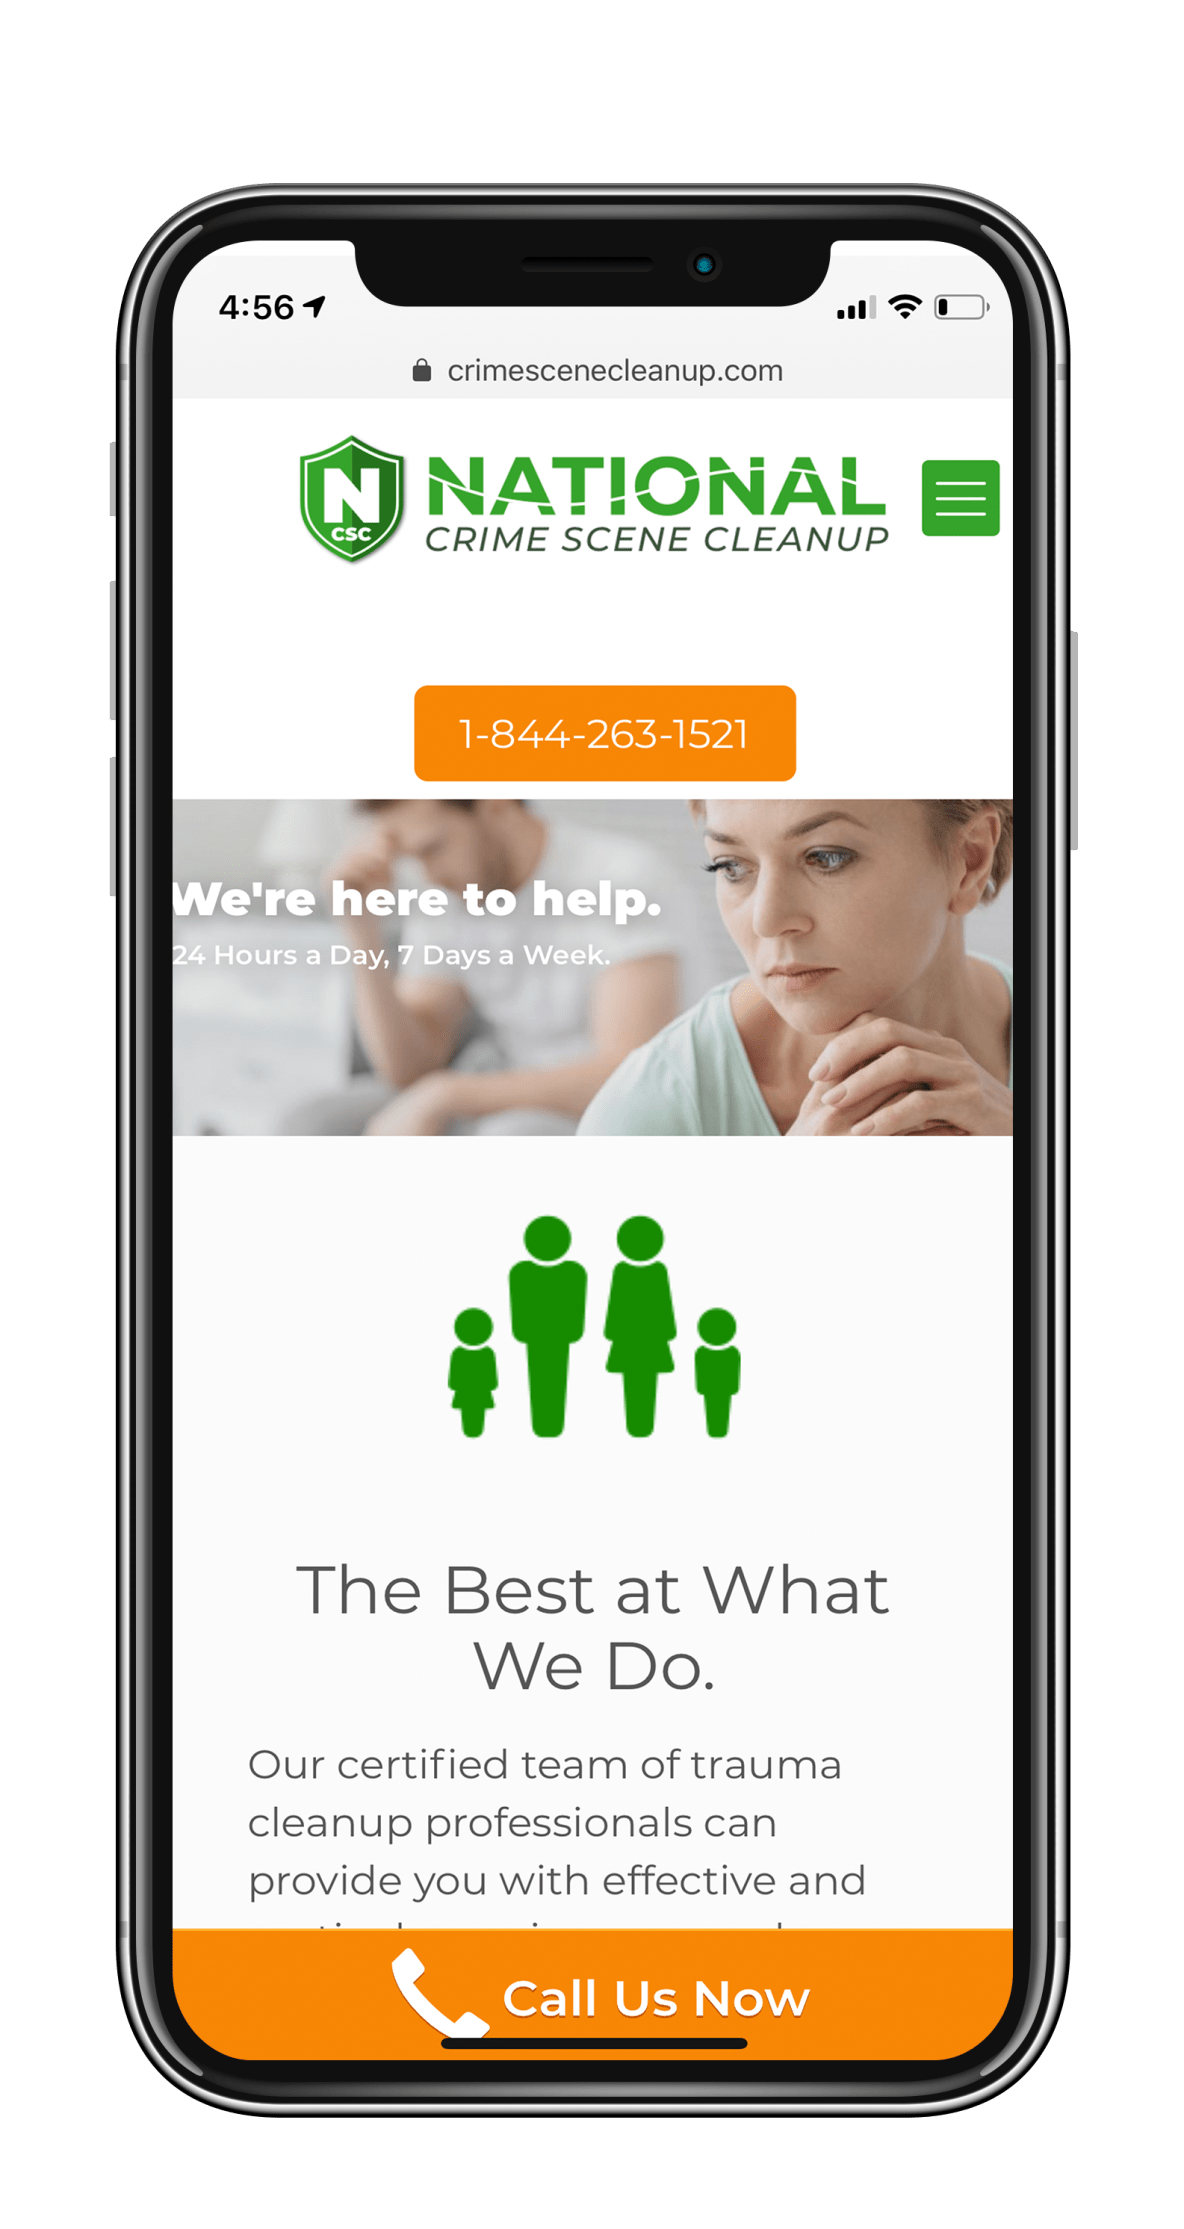 4:56
crimescenecleanup.com
N
CSC
NATIONAL
CRIME SCENE CLEANUP
1-844-263-1521
We're here to help.
24 Hours a Day, 7 Days a Week.
The Best at What
We Do.
Our certified team of trauma
cleanup professionals can
provide you with effective and
Call Us Now